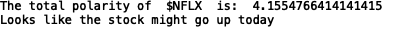 The total polarity of  $NFLX  is:  4.1554766414141415
Looks like the stock might go up today